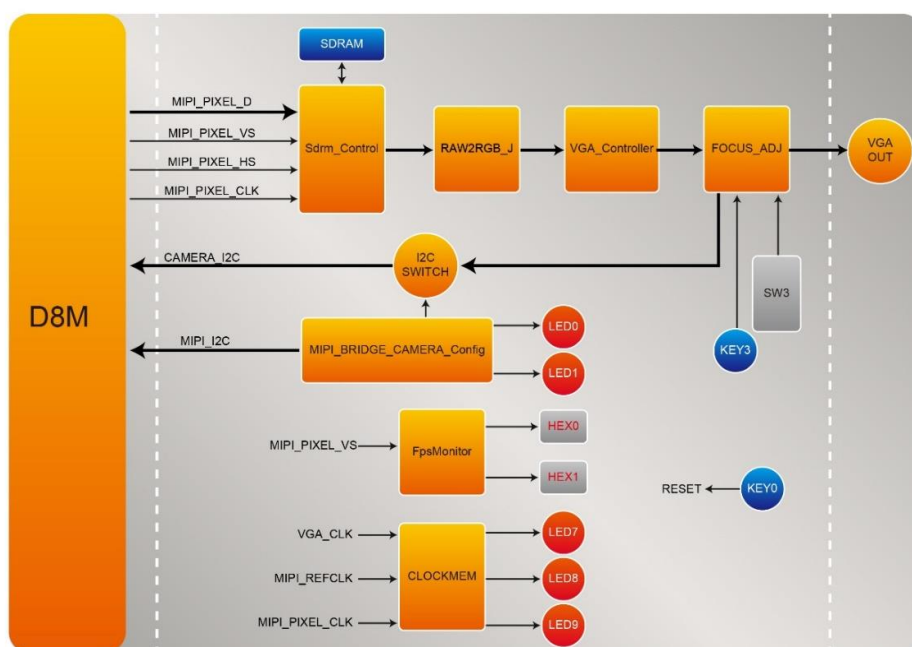 SDRAM
MIPI_PIXEL_D
MIPI_PIXEL_VS
MIPI_PIXEL_HS
MIPI_PIXEL_CLK
Sdrm_Control
RAW2RGB_J
VGA_Controller
FOCUS_ADJ
VGA
OUT
CAMERA_I2C
I2C
SWITCH
SW3
D8M
MIPI_I2C
MIPI_BRIDGE_CAMERA_Config
LED0
LED1
KEY3
MIPI_PIXEL_VS
FpsMonitor
HEX0
HEX1
RESET
KEY0
VGA_CLK
MIPI_REFCLK
MIPI_PIXEL_CLK
CLOCKMEM
LED7
LED8
LED9